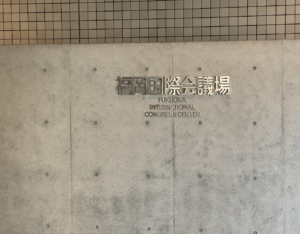 福岡国際会議場
FUKUOKA
INTERNATIONAL
CONGRESS CENTER